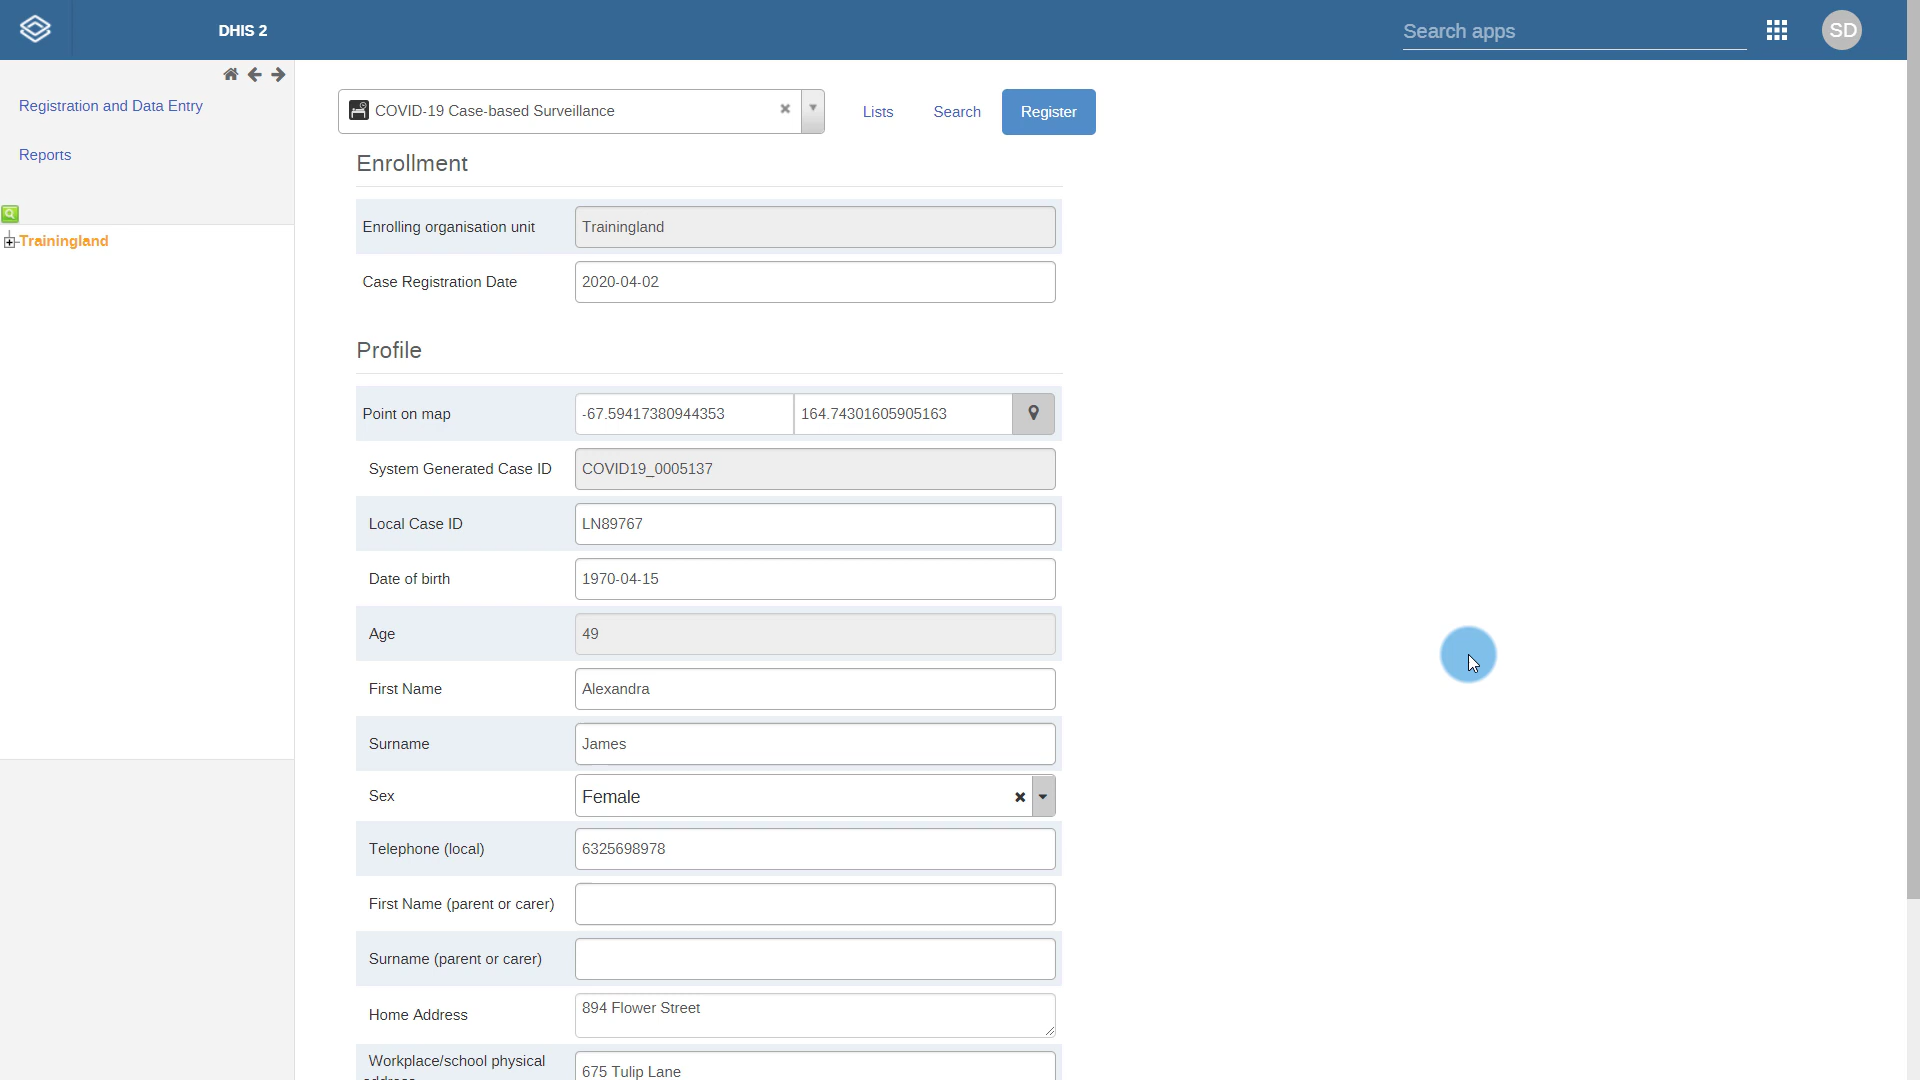 DHIS 2
Search apps
SD
Registration and Data Entry
Reports
Trainingland
COVID-19 Case-based Surveillance
Lists
Search
Register
Enrollment
Enrolling organisation unit
Trainingland
Case Registration Date
2020-04-02
Profile
Point on map
-67.59417380944353
164.74301605905163
System Generated Case ID
COVID19_0005137
Local Case ID
LN89767
Date of birth
1970-04-15
Age
49
First Name
Alexandra
Surname
James
Sex
Female
Telephone (local)
6325698978
First Name (parent or carer)
Surname (parent or carer)
Home Address
894 Flower Street
Workplace/school physical
675 Tulip Lane